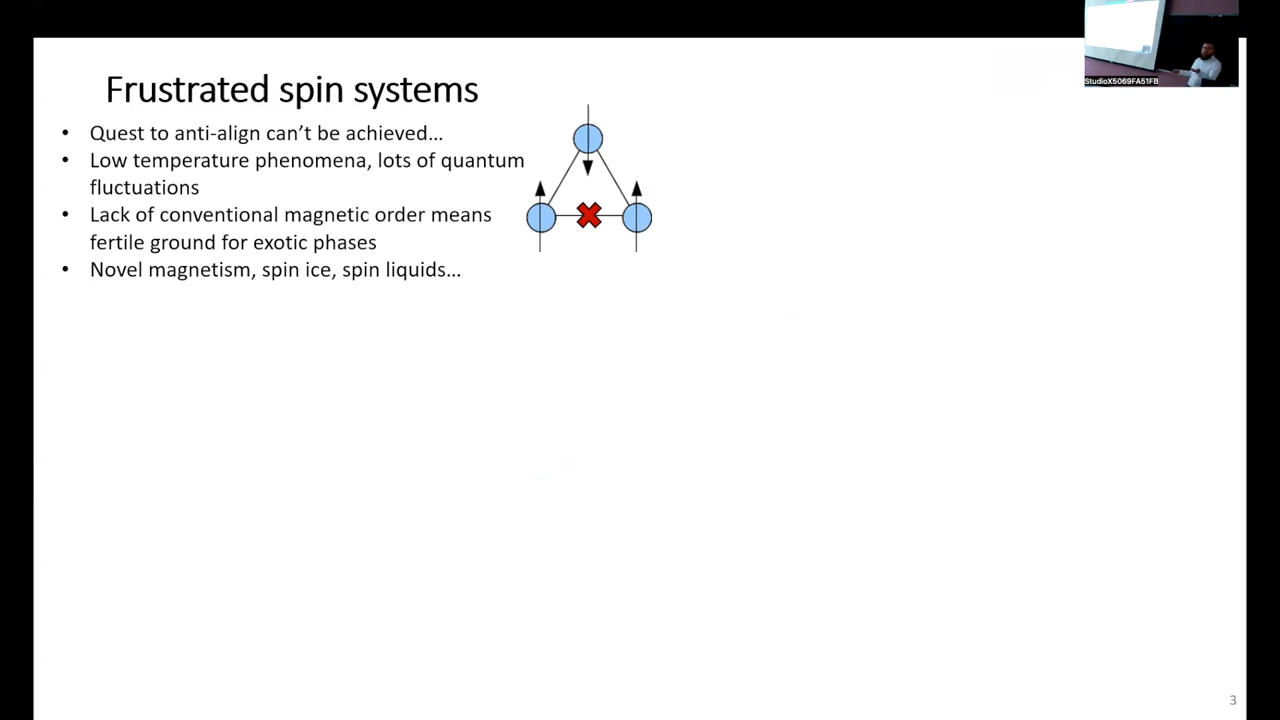 StudioX5069FA51FB
Frustrated spin systems
• Quest to anti-align can’t be achieved…
• Low temperature phenomena, lots of quantum
fluctuations
• Lack of conventional magnetic order means
fertile ground for exotic phases
• Novel magnetism, spin ice, spin liquids…
3